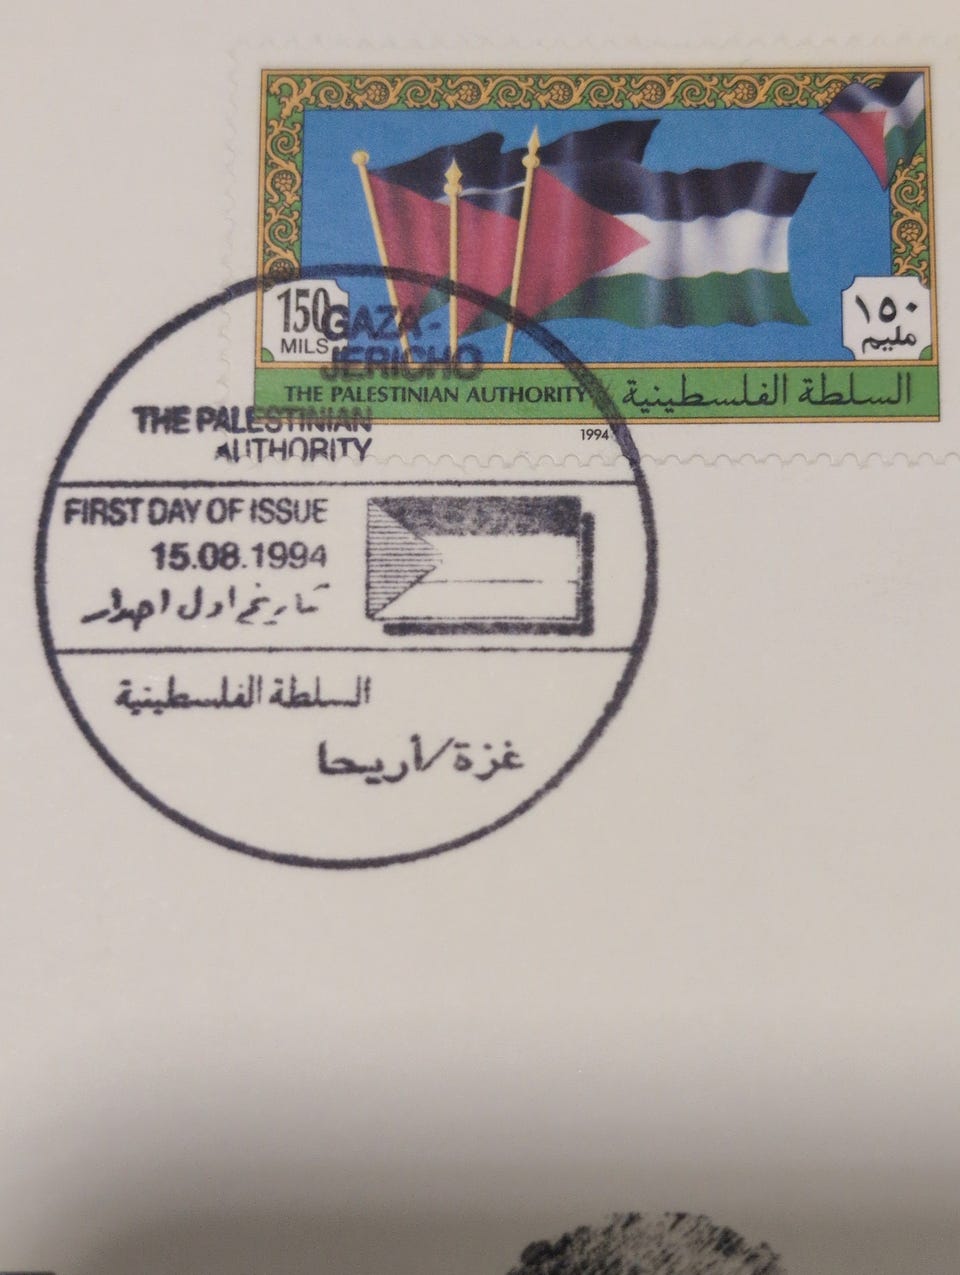 150
MILS
١٥٠
مليم
THE PALESTINIAN AUTHORITY
السلطة الفلسطينية
1994
GAZA -
JERICHO
THE PALESTINIAN
AUTHORITY
FIRST DAY OF ISSUE
15.08.1994
تاريخ اول اصدار
السلطة الفلسطينية
غزة/أريحا